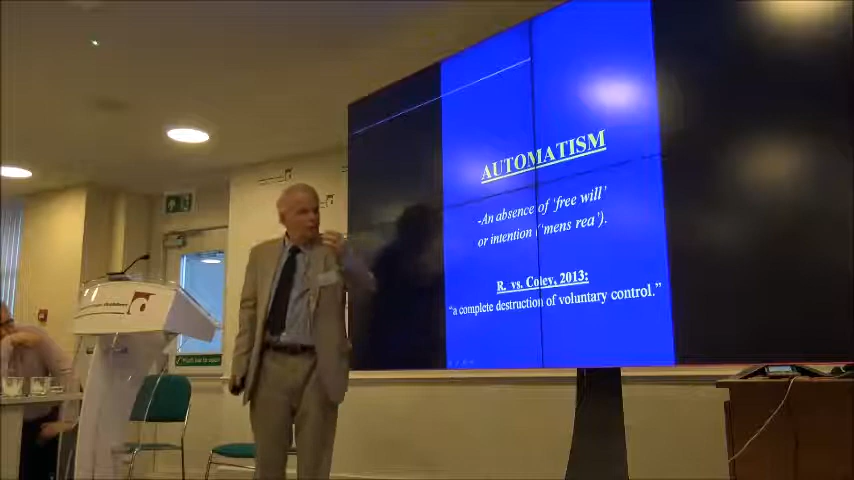 AUTOMATISM
-An absence of 'free will'
or intention ('mens rea').
R. vs. Coley, 2013:
"a complete destruction of voluntary control."